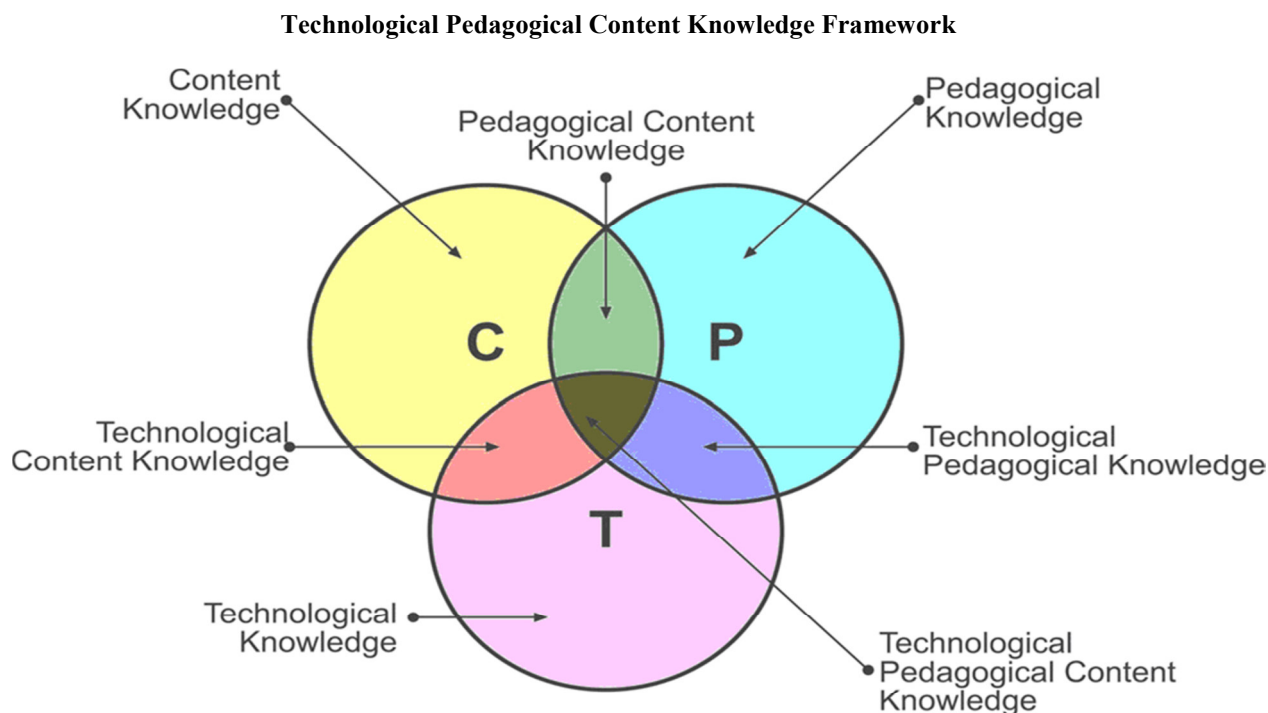 Technological Pedagogical Content Knowledge Framework
Content
Knowledge
Pedagogical Content
Knowledge
Pedagogical
Knowledge
C
P
Technological
Content Knowledge
Technological
Pedagogical Knowledge
T
Technological
Knowledge
Technological
Pedagogical Content
Knowledge